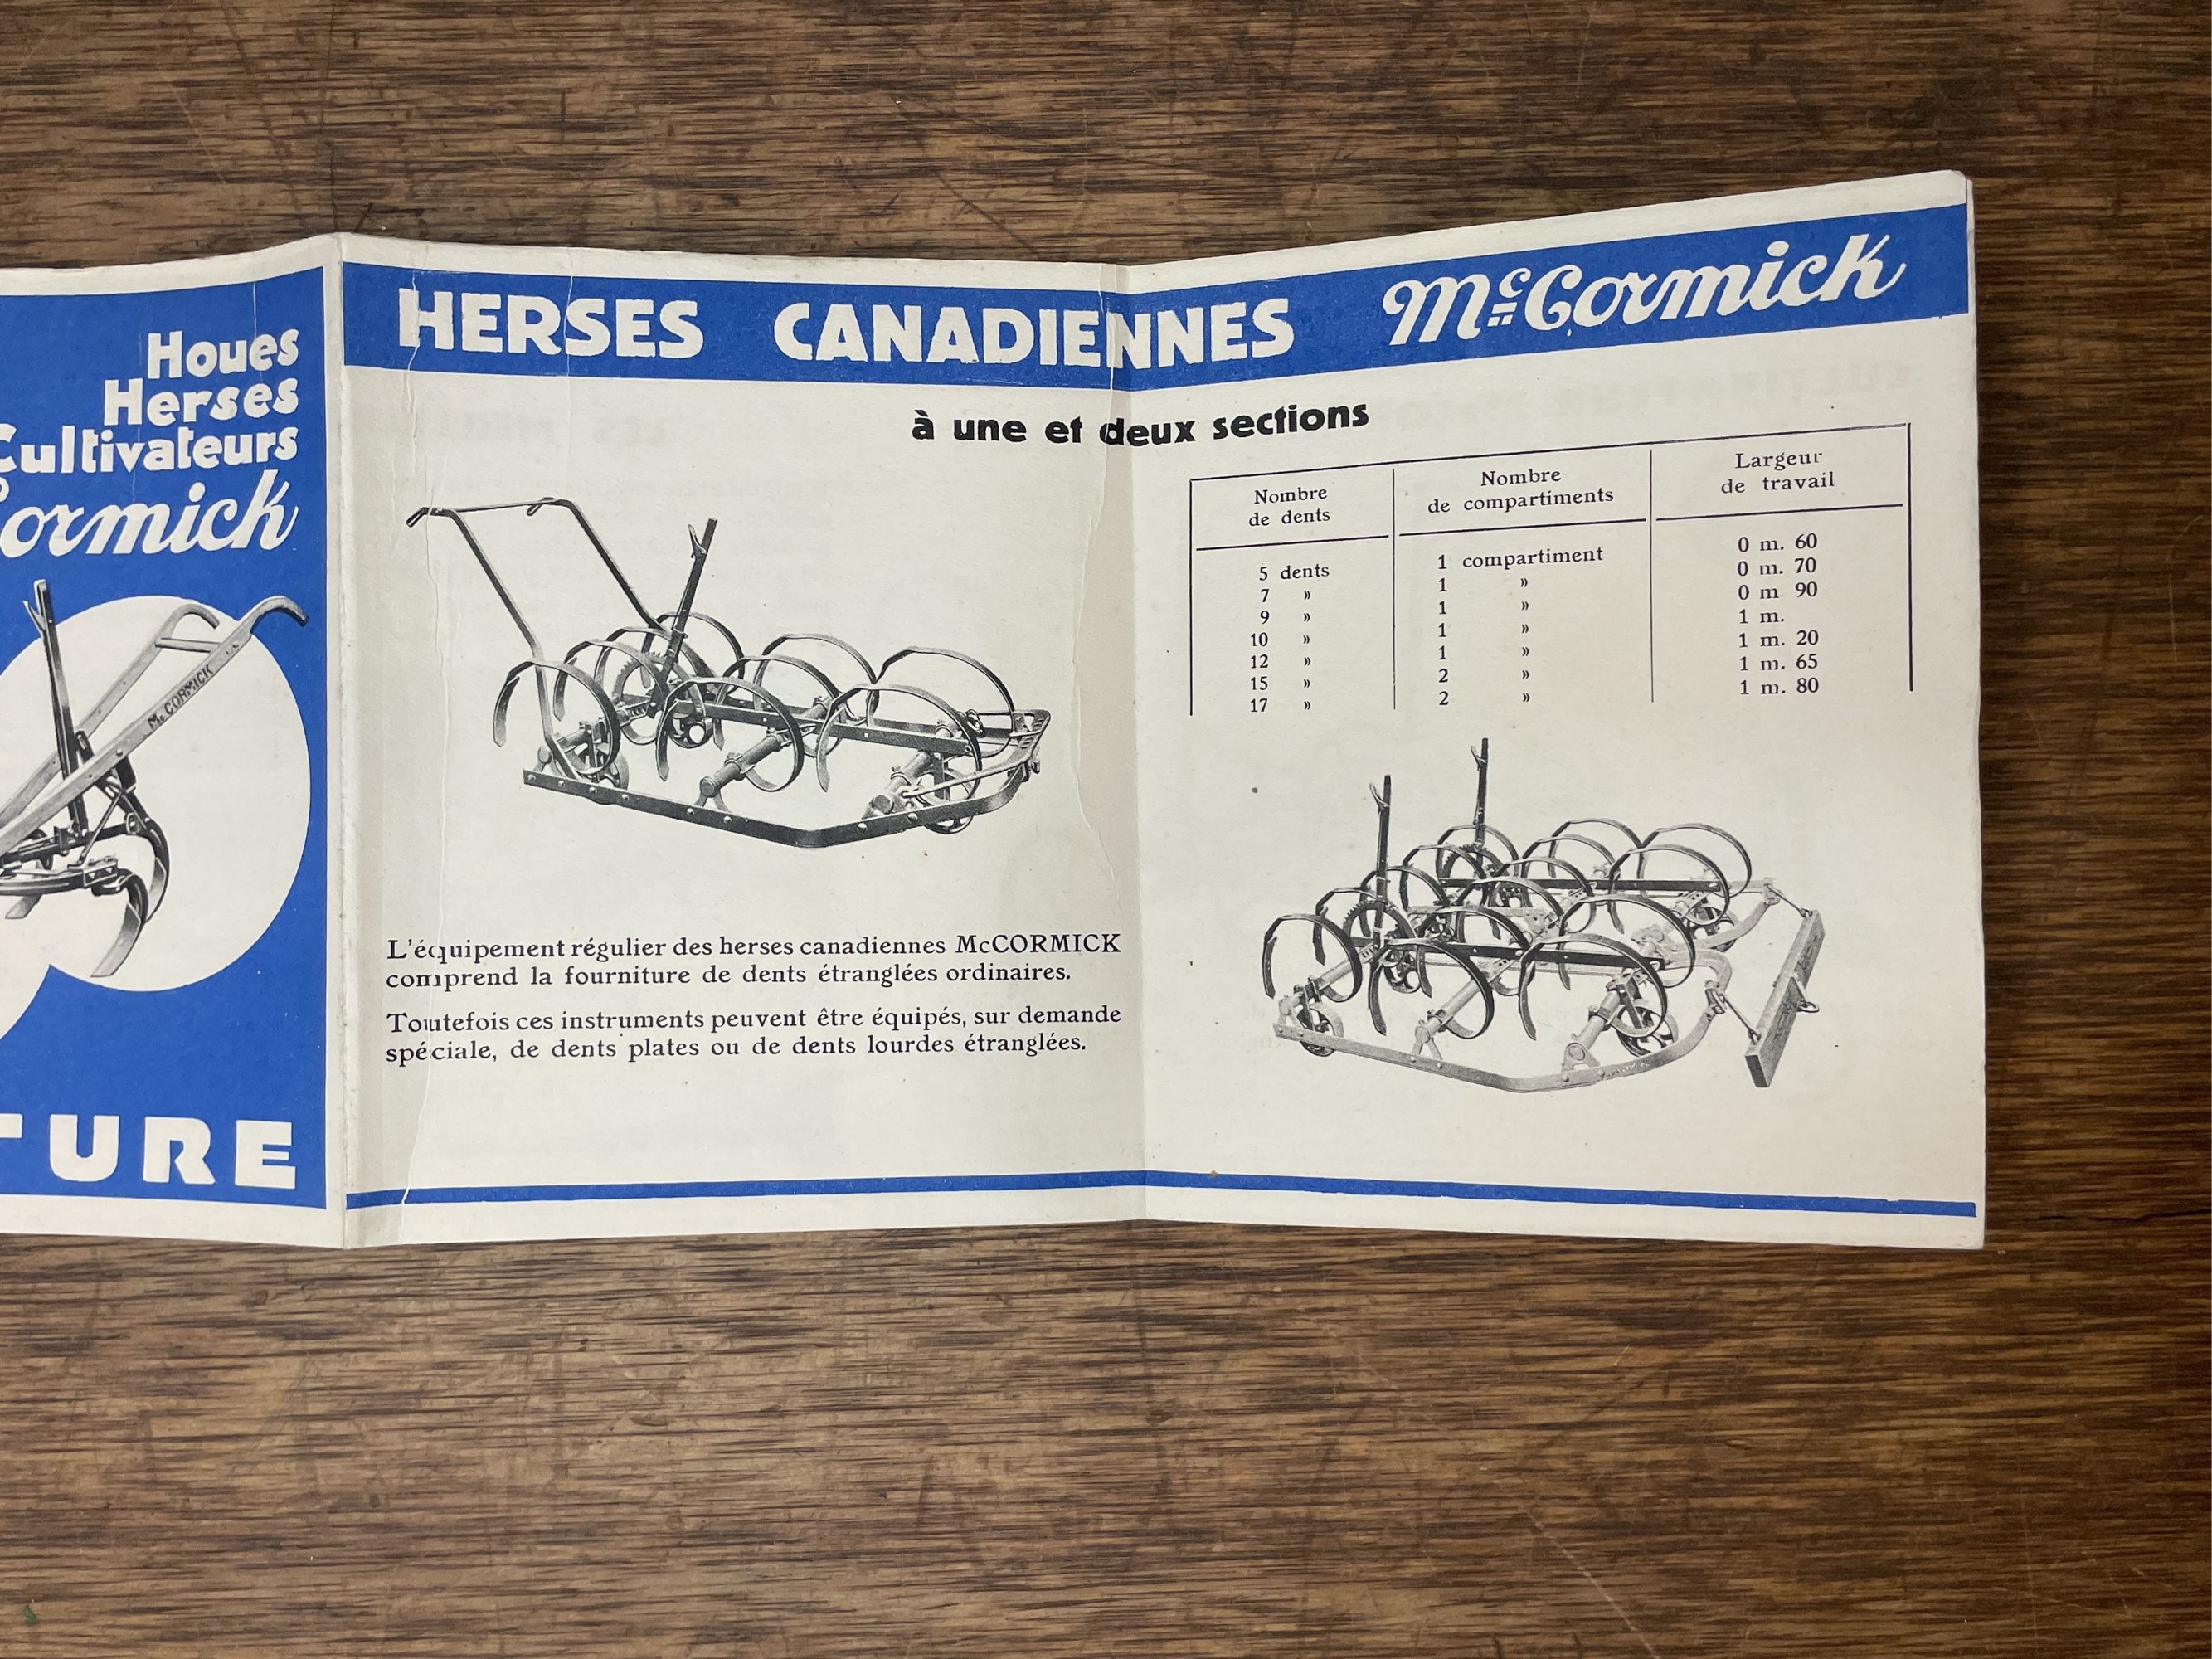 Houes
Herses
Cultivateurs
ormick
Mc CORMICK
TURE
HERSES CANADIENNES McCormick
à une et deux sections
Nombre de dents Nombre de compartiments Largeur de travail
5 dents 1 compartiment 0 m. 60
7 » 1 » 0 m. 70
9 » 1 » 0 m 90
10 » 1 » 1 m.
12 » 1 » 1 m. 20
15 » 2 » 1 m. 65
17 » 2 » 1 m. 80
L'équipement régulier des herses canadiennes McCORMICK
comprend la fourniture de dents étranglées ordinaires.
Toutefois ces instruments peuvent être équipés, sur demande
spéciale, de dents plates ou de dents lourdes étranglées.